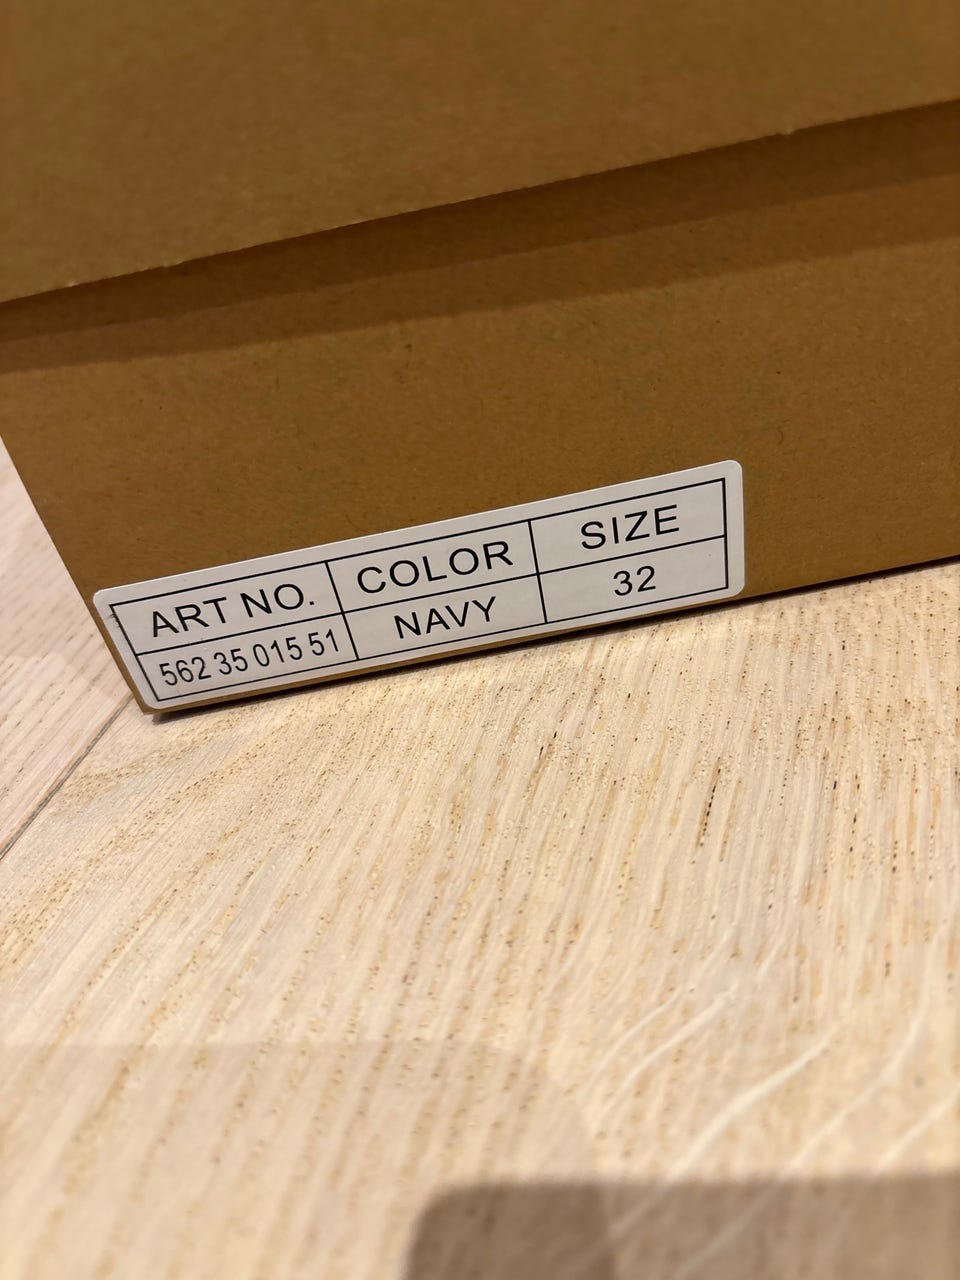 ART NO. COLOR SIZE
562 35 015 51 NAVY 32